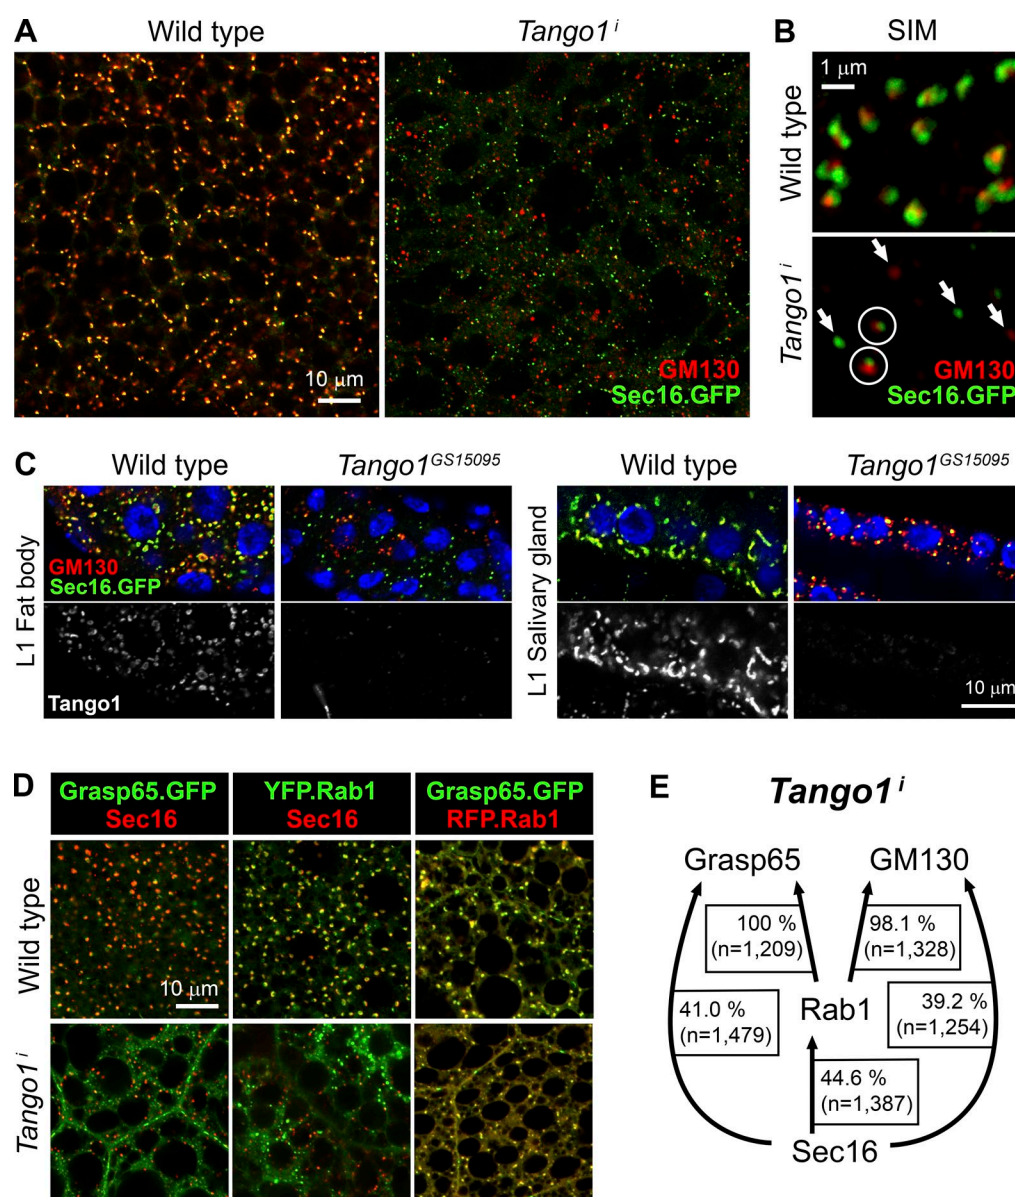 A
Wild type
Tango1 i
10 μm
GM130
Sec16.GFP
B
SIM
1 μm
Wild type
Tango1 i
GM130
Sec16.GFP
C
Wild type
Tango1GS15095
Wild type
Tango1GS15095
L1 Fat body
GM130
Sec16.GFP
Tango1
L1 Salivary gland
10 μm
D
Grasp65.GFP
Sec16
YFP.Rab1
Sec16
Grasp65.GFP
RFP.Rab1
Wild type
10 μm
Tango1 i
E
Tango1 i
Grasp65
GM130
100 %
(n=1,209)
98.1 %
(n=1,328)
41.0 %
(n=1,479)
Rab1
39.2 %
(n=1,254)
44.6 %
(n=1,387)
Sec16